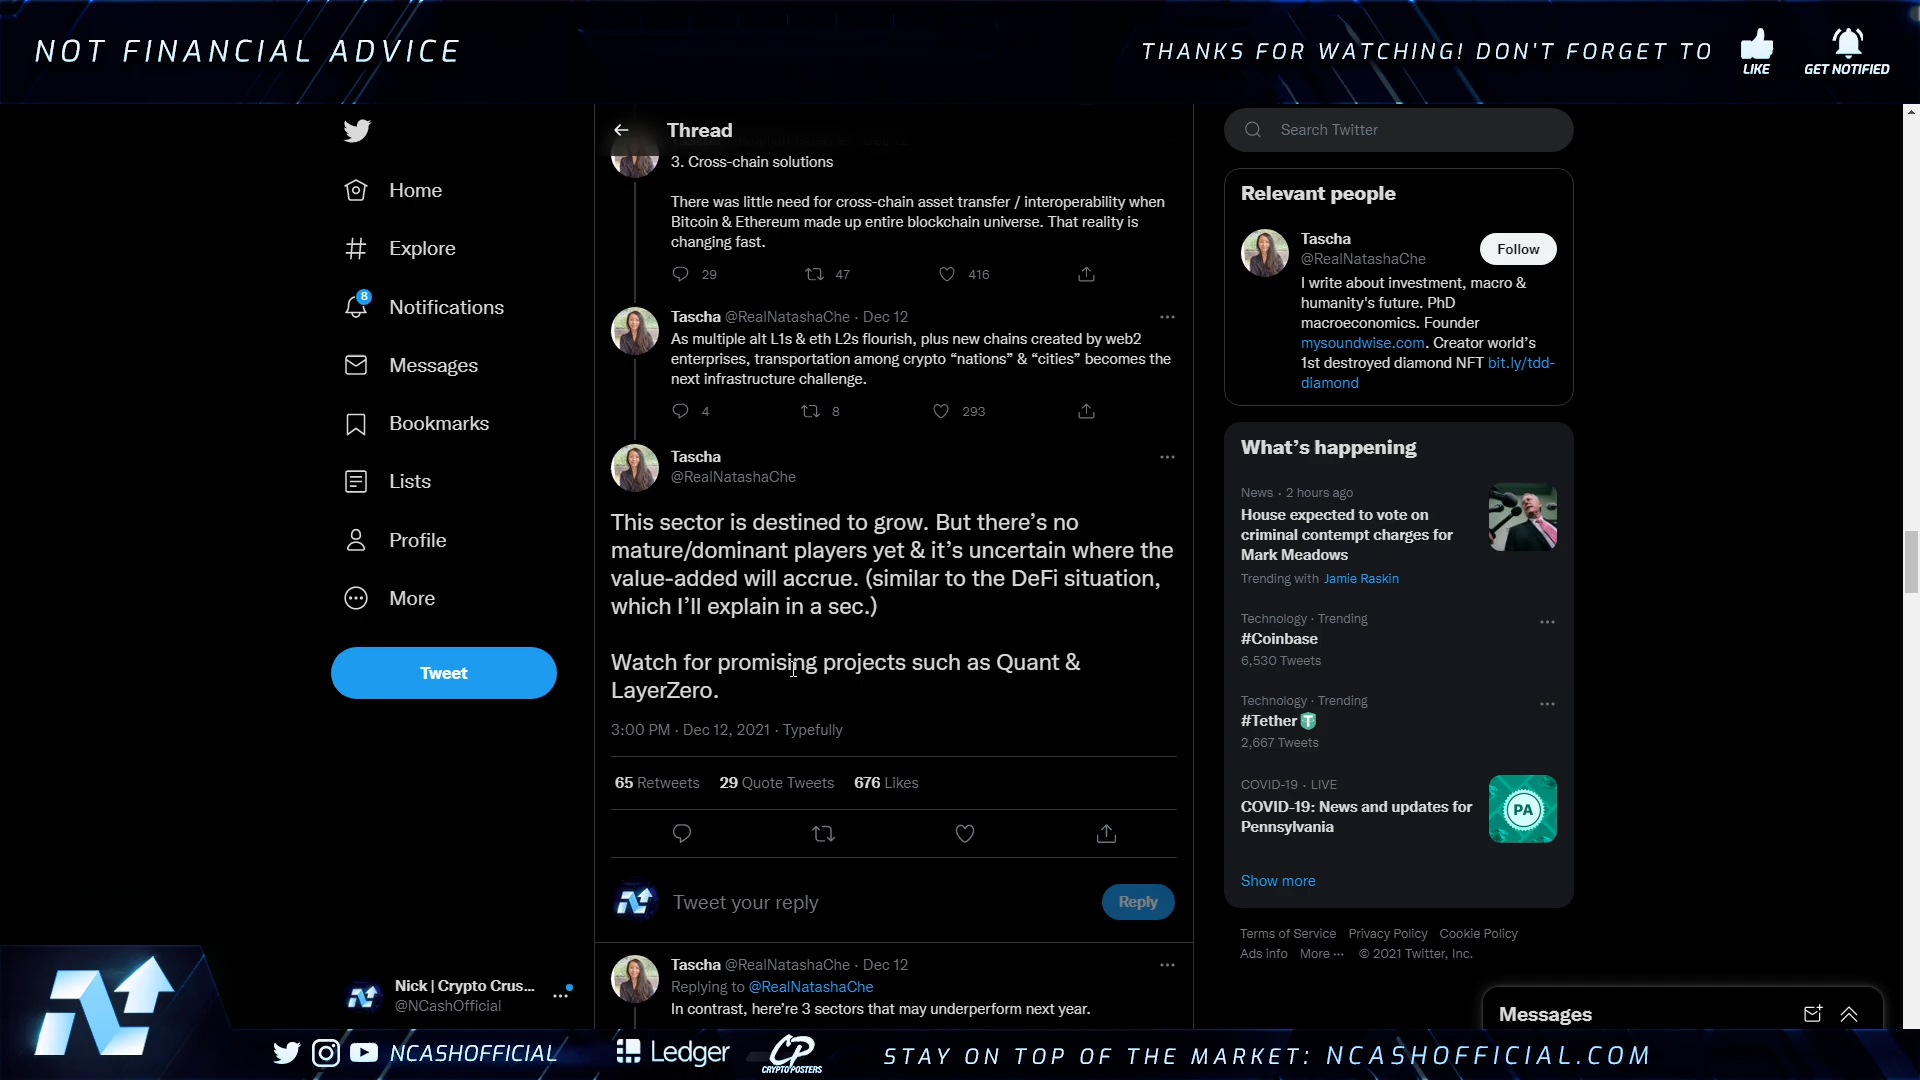 NOT FINANCIAL ADVICE
THANKS FOR WATCHING! DON'T FORGET TO
LIKE
GET NOTIFIED
Home
Explore
8
Notifications
Messages
Bookmarks
Lists
Profile
More
Tweet
Nick | Crypto Crus...
@NCashOfficial
Thread
3. Cross-chain solutions
There was little need for cross-chain asset transfer / interoperability when
Bitcoin & Ethereum made up entire blockchain universe. That reality is
changing fast.
29 47 416
Tascha @RealNatashaChe · Dec 12
As multiple alt L1s & eth L2s flourish, plus new chains created by web2
enterprises, transportation among crypto “nations” & “cities” becomes the
next infrastructure challenge.
4 8 293
Tascha
@RealNatashaChe
This sector is destined to grow. But there’s no
mature/dominant players yet & it’s uncertain where the
value-added will accrue. (similar to the DeFi situation,
which I’ll explain in a sec.)
Watch for promising projects such as Quant &
LayerZero.
3:00 PM · Dec 12, 2021 · Typefully
65 Retweets 29 Quote Tweets 676 Likes
Tweet your reply
Reply
Tascha @RealNatashaChe · Dec 12
Replying to @RealNatashaChe
In contrast, here’re 3 sectors that may underperform next year.
Search Twitter
Relevant people
Tascha
@RealNatashaChe
Follow
I write about investment, macro &
humanity's future. PhD
macroeconomics. Founder
mysoundwise.com. Creator world’s
1st destroyed diamond NFT bit.ly/tdd-
diamond
What’s happening
News · 2 hours ago
House expected to vote on
criminal contempt charges for
Mark Meadows
Trending with Jamie Raskin
Technology · Trending
#Coinbase
6,530 Tweets
Technology · Trending
#Tether
2,667 Tweets
COVID-19 · LIVE
COVID-19: News and updates for
Pennsylvania
PA
Show more
Terms of Service Privacy Policy Cookie Policy
Ads info More ··· © 2021 Twitter, Inc.
Messages
NCASHOFFICIAL
Ledger
CP
CRYPTOPOSTERS
STAY ON TOP OF THE MARKET: NCASHOFFICIAL.COM